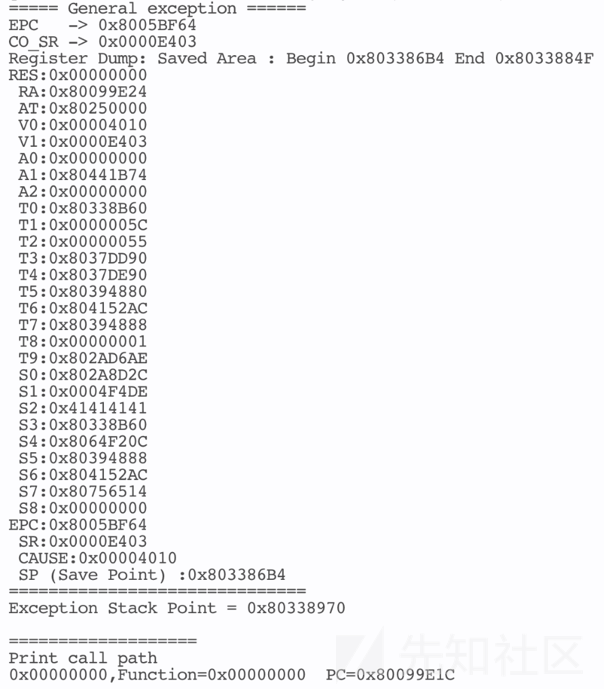 ===== General exception ======
EPC   -> 0x8005BF64
CO_SR -> 0x0000E403
Register Dump: Saved Area : Begin 0x803386B4 End 0x8033884F
RES:0x00000000
RA:0x80099E24
AT:0x80250000
V0:0x00004010
V1:0x0000E403
A0:0x00000000
A1:0x80441B74
A2:0x00000000
T0:0x80338B60
T1:0x0000005C
T2:0x00000055
T3:0x8037DD90
T4:0x8037DE90
T5:0x80394880
T6:0x804152AC
T7:0x80394888
T8:0x00000001
T9:0x802AD6AE
S0:0x802A8D2C
S1:0x0004F4DE
S2:0x41414141
S3:0x80338B60
S4:0x8064F20C
S5:0x80394888
S6:0x804152AC
S7:0x80756514
S8:0x00000000
EPC:0x8005BF64
SR:0x0000E403
CAUSE:0x00004010
SP (Save Point) :0x803386B4
==============================
Exception Stack Point = 0x80338970
===================
Print call path
0x00000000,Function=0x00000000  PC=0x80099E1C
先知社区